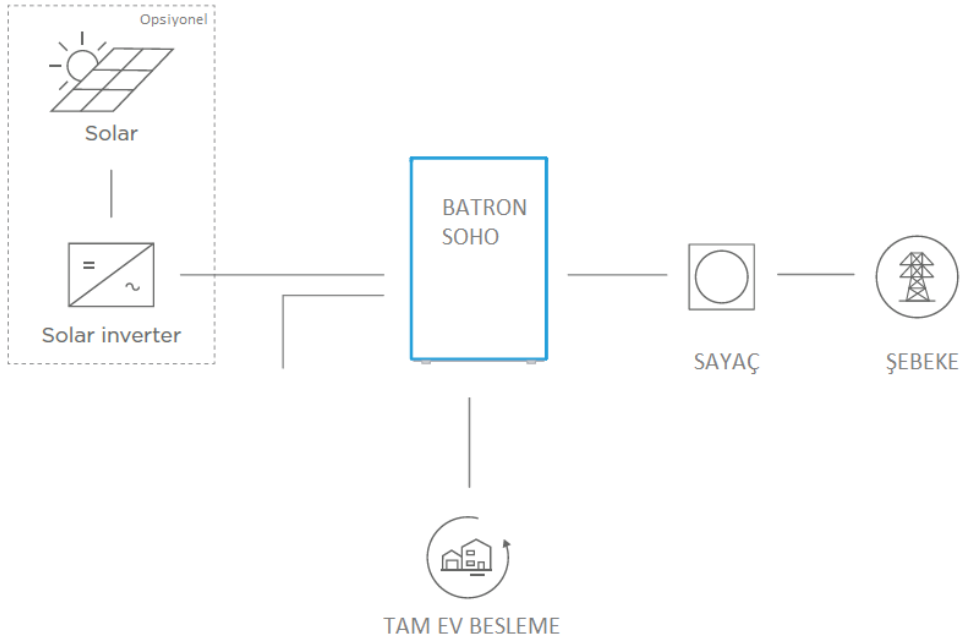 Opsiyonel
Solar
Solar inverter
BATRON
SOHO
SAYAÇ
ŞEBEKE
TAM EV BESLEME